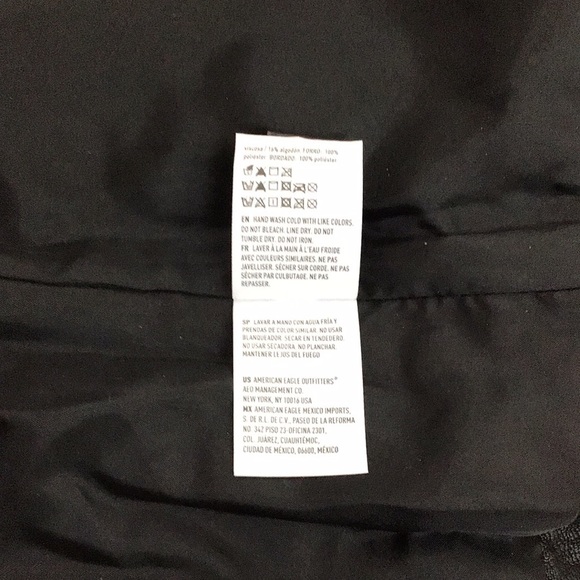 viscose / 16% algodón FORRO : 100%
poliéster BORDADO : 100% poliéster
EN HAND WASH COLD WITH LIKE COLORS.
DO NOT BLEACH. LINE DRY. DO NOT
TUMBLE DRY. DO NOT IRON.
FR LAVER À LA MAIN À L'EAU FROIDE
AVEC COULEURS SIMILAIRES. NE PAS
JAVELLISER. SÉCHER SUR CORDE. NE PAS
SÉCHER PAR CULBUTAGE. NE PAS
REPASSER.
SP LAVAR A MANO CON AGUA FRÍA Y
PRENDAS DE COLOR SIMILAR. NO USAR
BLANQUEADOR. SECAR EN TENDEDERO.
NO USAR SECADORA. NO PLANCHAR.
MANTENER LEJOS DEL FUEGO
US AMERICAN EAGLE OUTFITTERS®
AEO MANAGEMENT CO.
NEW YORK, NY 10016 USA
MX AMERICAN EAGLE MEXICO IMPORTS,
S. DE R.L. DE C.V., PASEO DE LA REFORMA
NO. 342 PISO 23-OFICINA 2301,
COL. JUÁREZ, CUAUHTÉMOC,
CIUDAD DE MÉXICO, 06600, MÉXICO